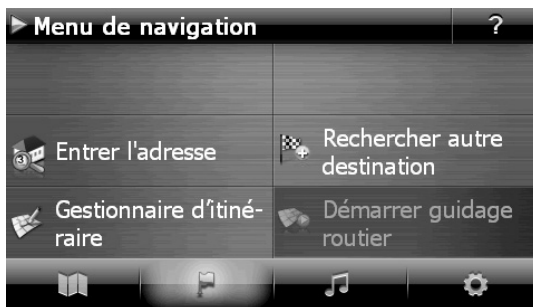 Menu de navigation
?
Entrer l'adresse
Rechercher autre
destination
Gestionnaire d'itiné-
raire
Démarrer guidage
routier